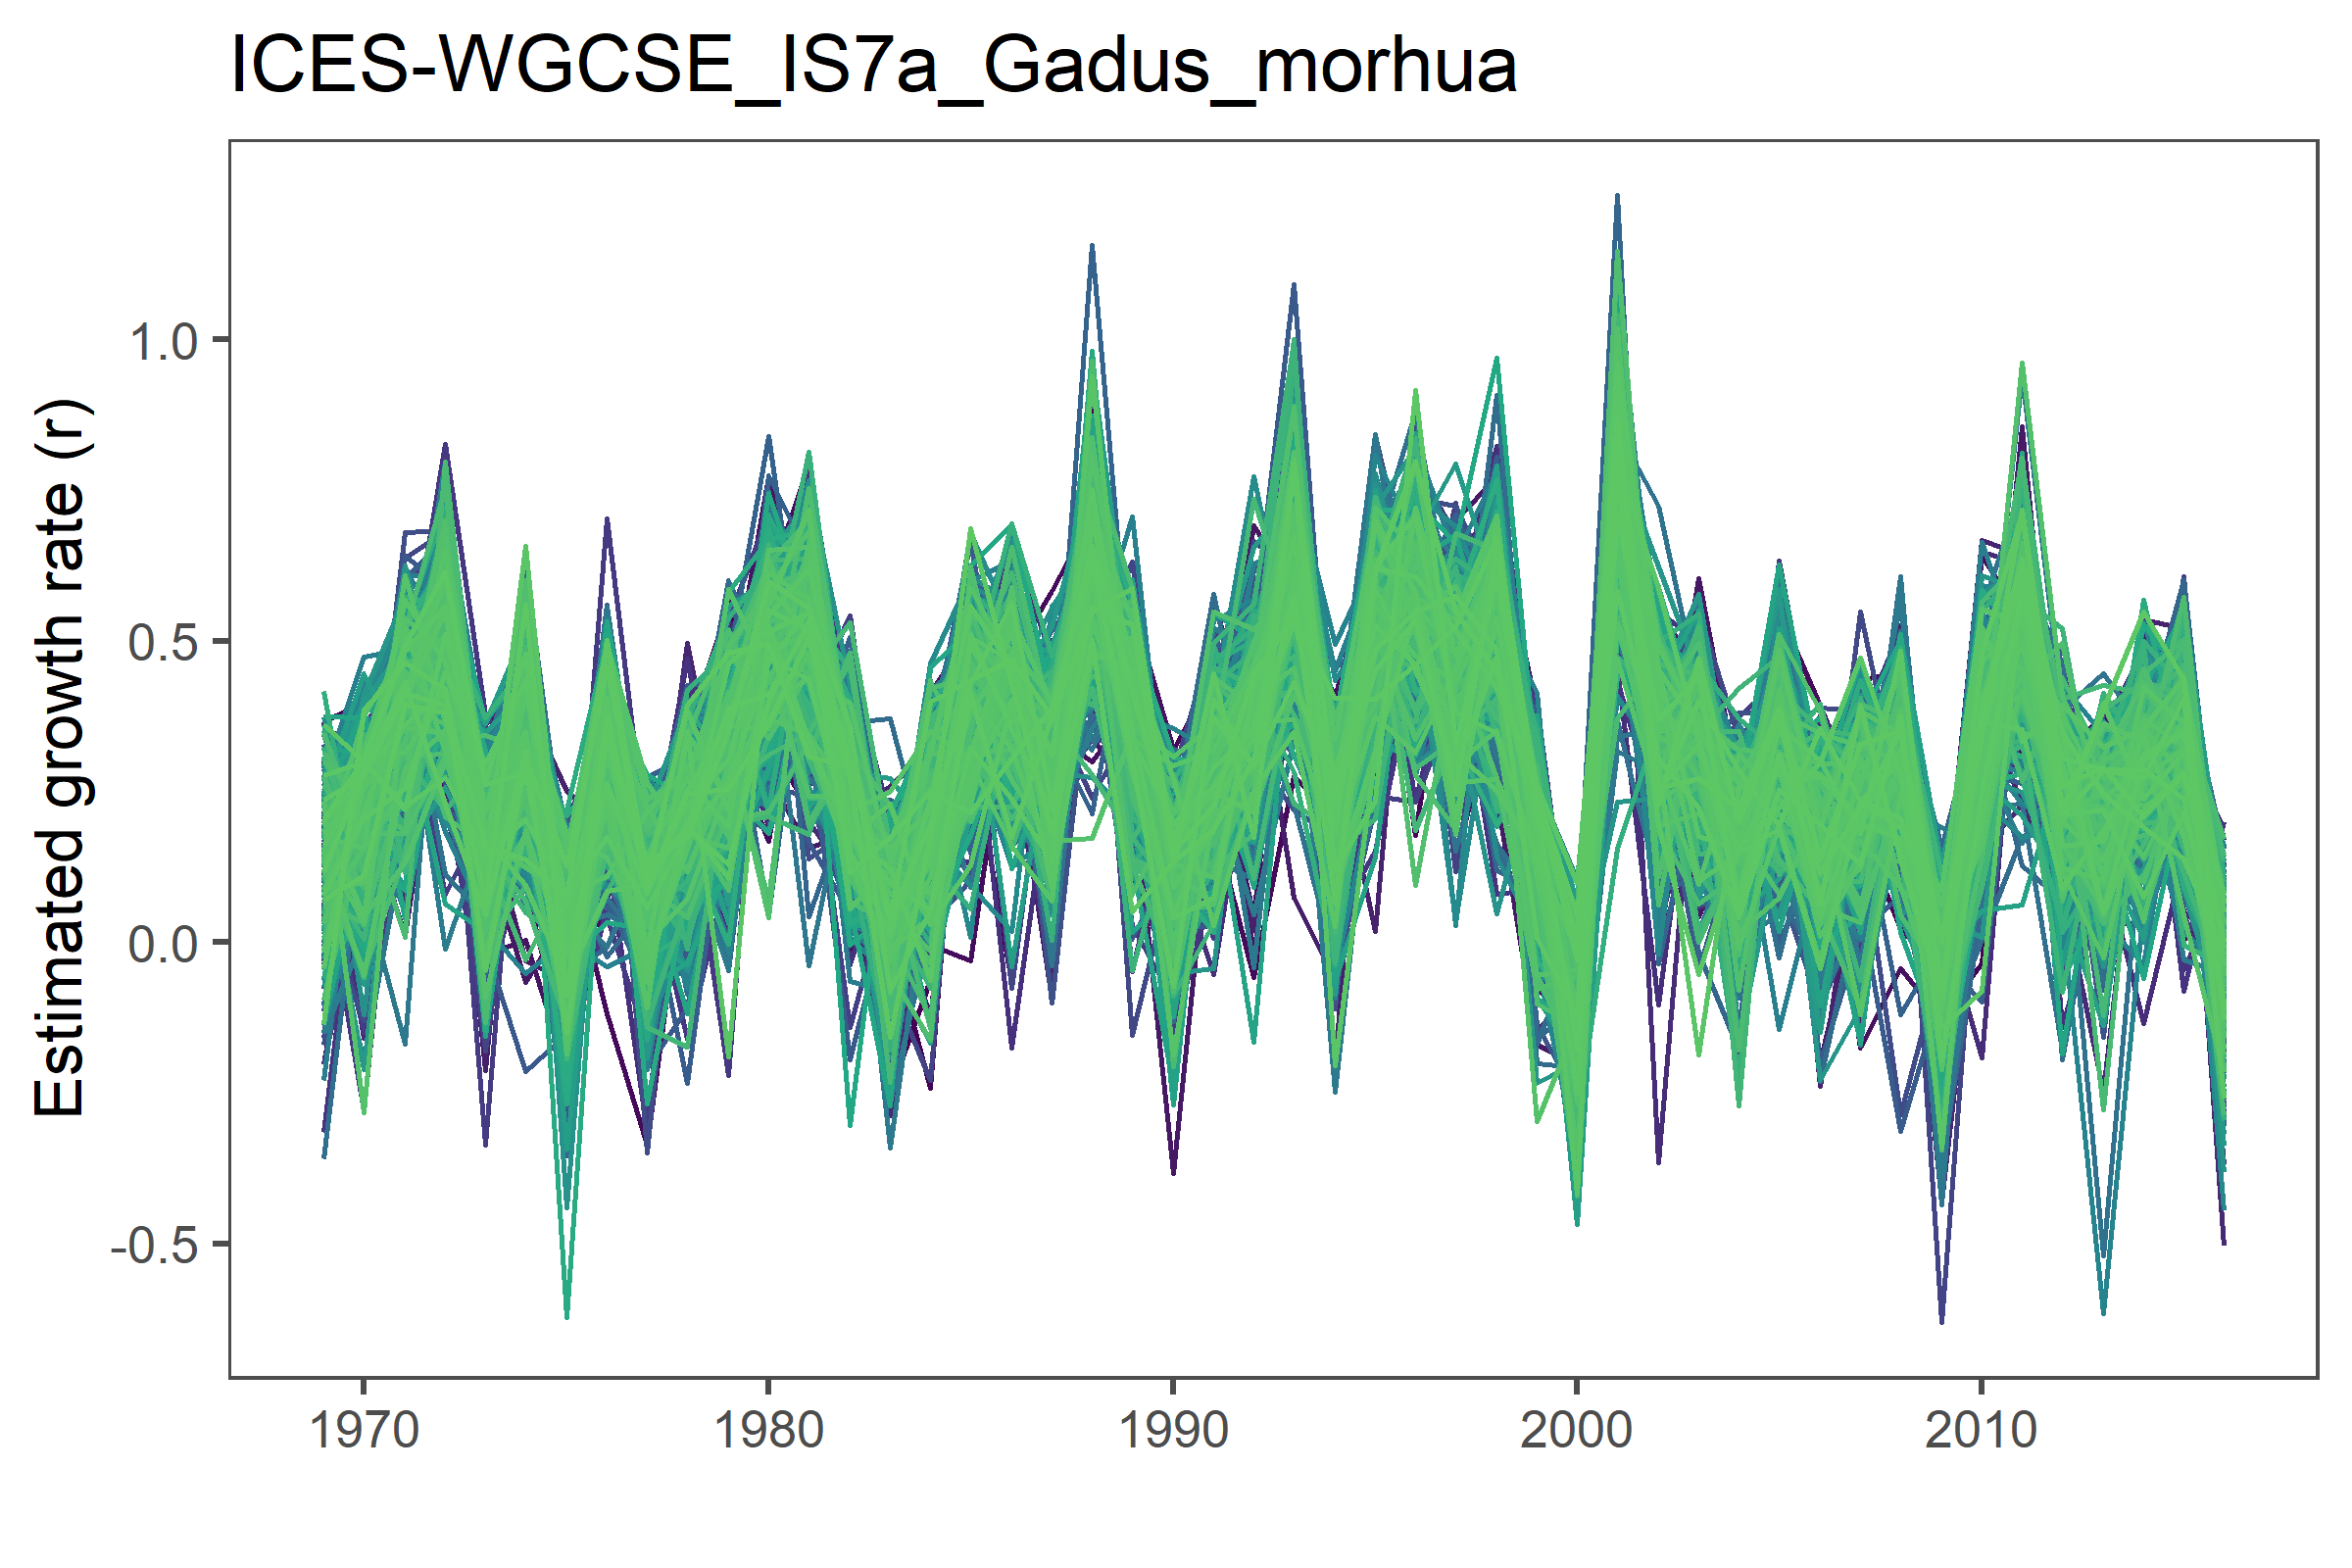 ICES-WGCSE_IS7a_Gadus_morhua
Estimated growth rate (r)
1.0
0.5
0.0
-0.5
1970 1980 1990 2000 2010